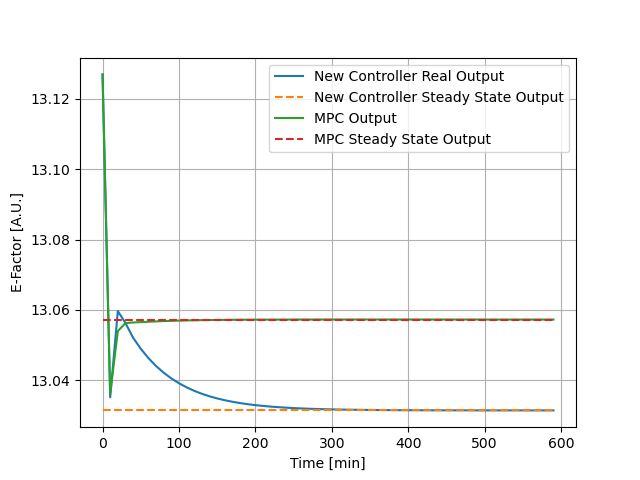 New Controller Real Output
New Controller Steady State Output
MPC Output
MPC Steady State Output
13.12
13.10
13.08
13.06
13.04
E-Factor [A.U.]
0 100 200 300 400 500 600
Time [min]